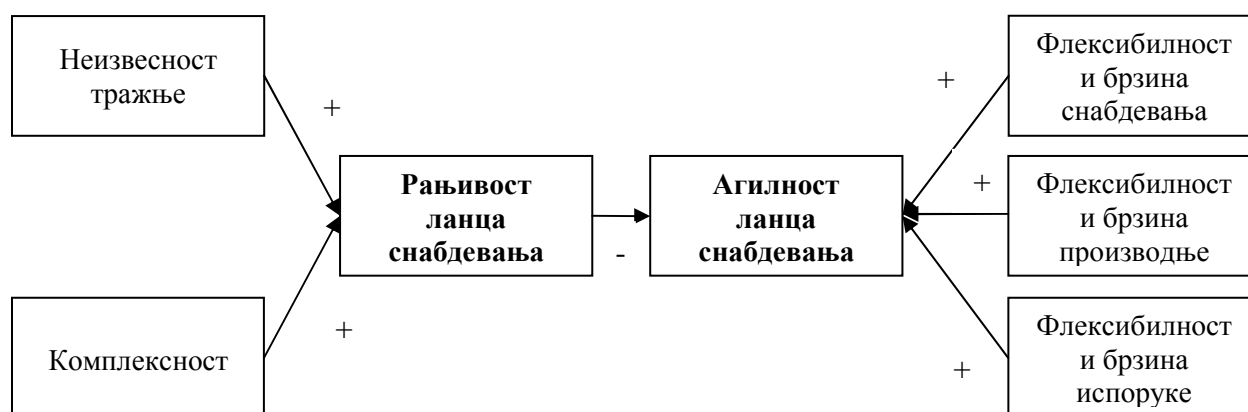 Неизвесност
тражње
+
Комплексност
+
Рањивост
ланца
снабдевања
-
Агилност
ланца
снабдевања
Флексибилност
и брзина
снабдевања
+
Флексибилност
и брзина
производње
+
Флексибилност
и брзина
испоруке
+